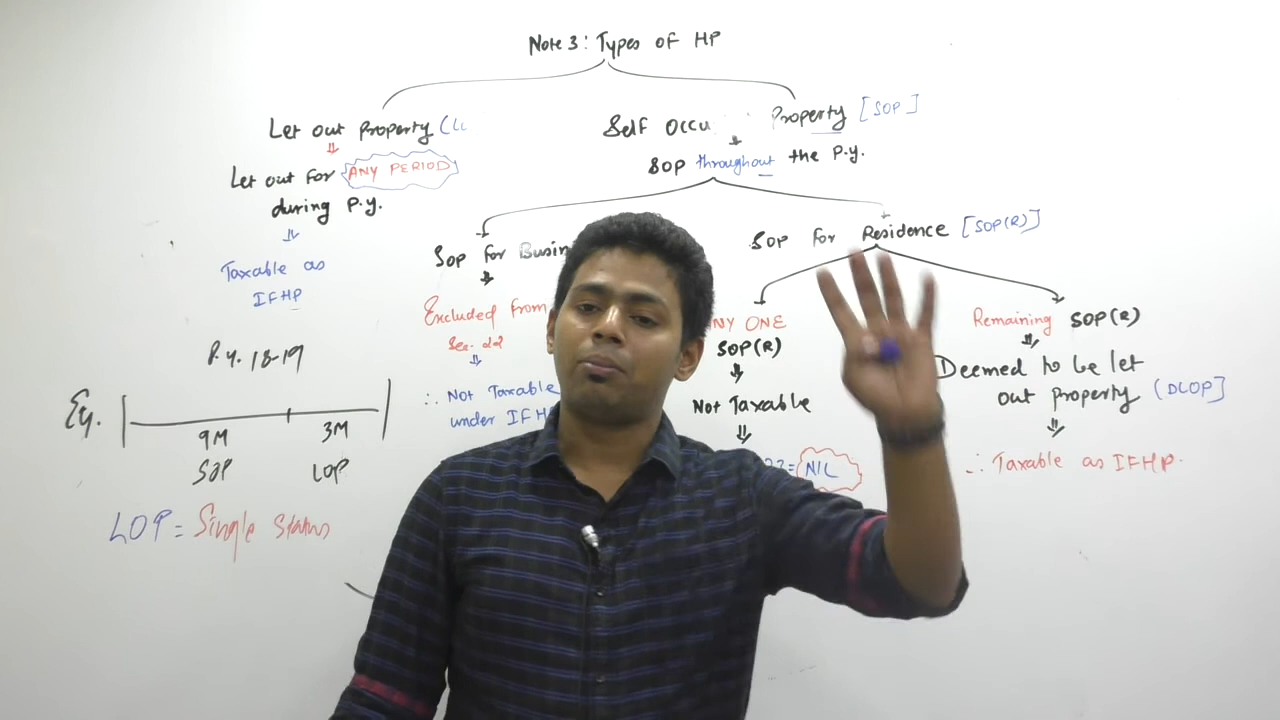 Note 3: Types of HP
Let out property (L
Let out for ANY PERIOD
during P.y.
Taxable as
IFHP
P.y. 18-19
Eg.
9M
3M
SOP
LOP
LOP = Single Status
Self Occu Property [SOP]
SOP throughout the P.y.
SOP for Busin
Excluded from
Sec. 22
∴ Not Taxable
under IFH
SOP for Residence [SOP(R)]
NY ONE
SOP(R)
Not Taxable
= NIL
Remaining SOP(R)
Deemed to be let
out property (DLOP]
∴ Taxable as IFHP.